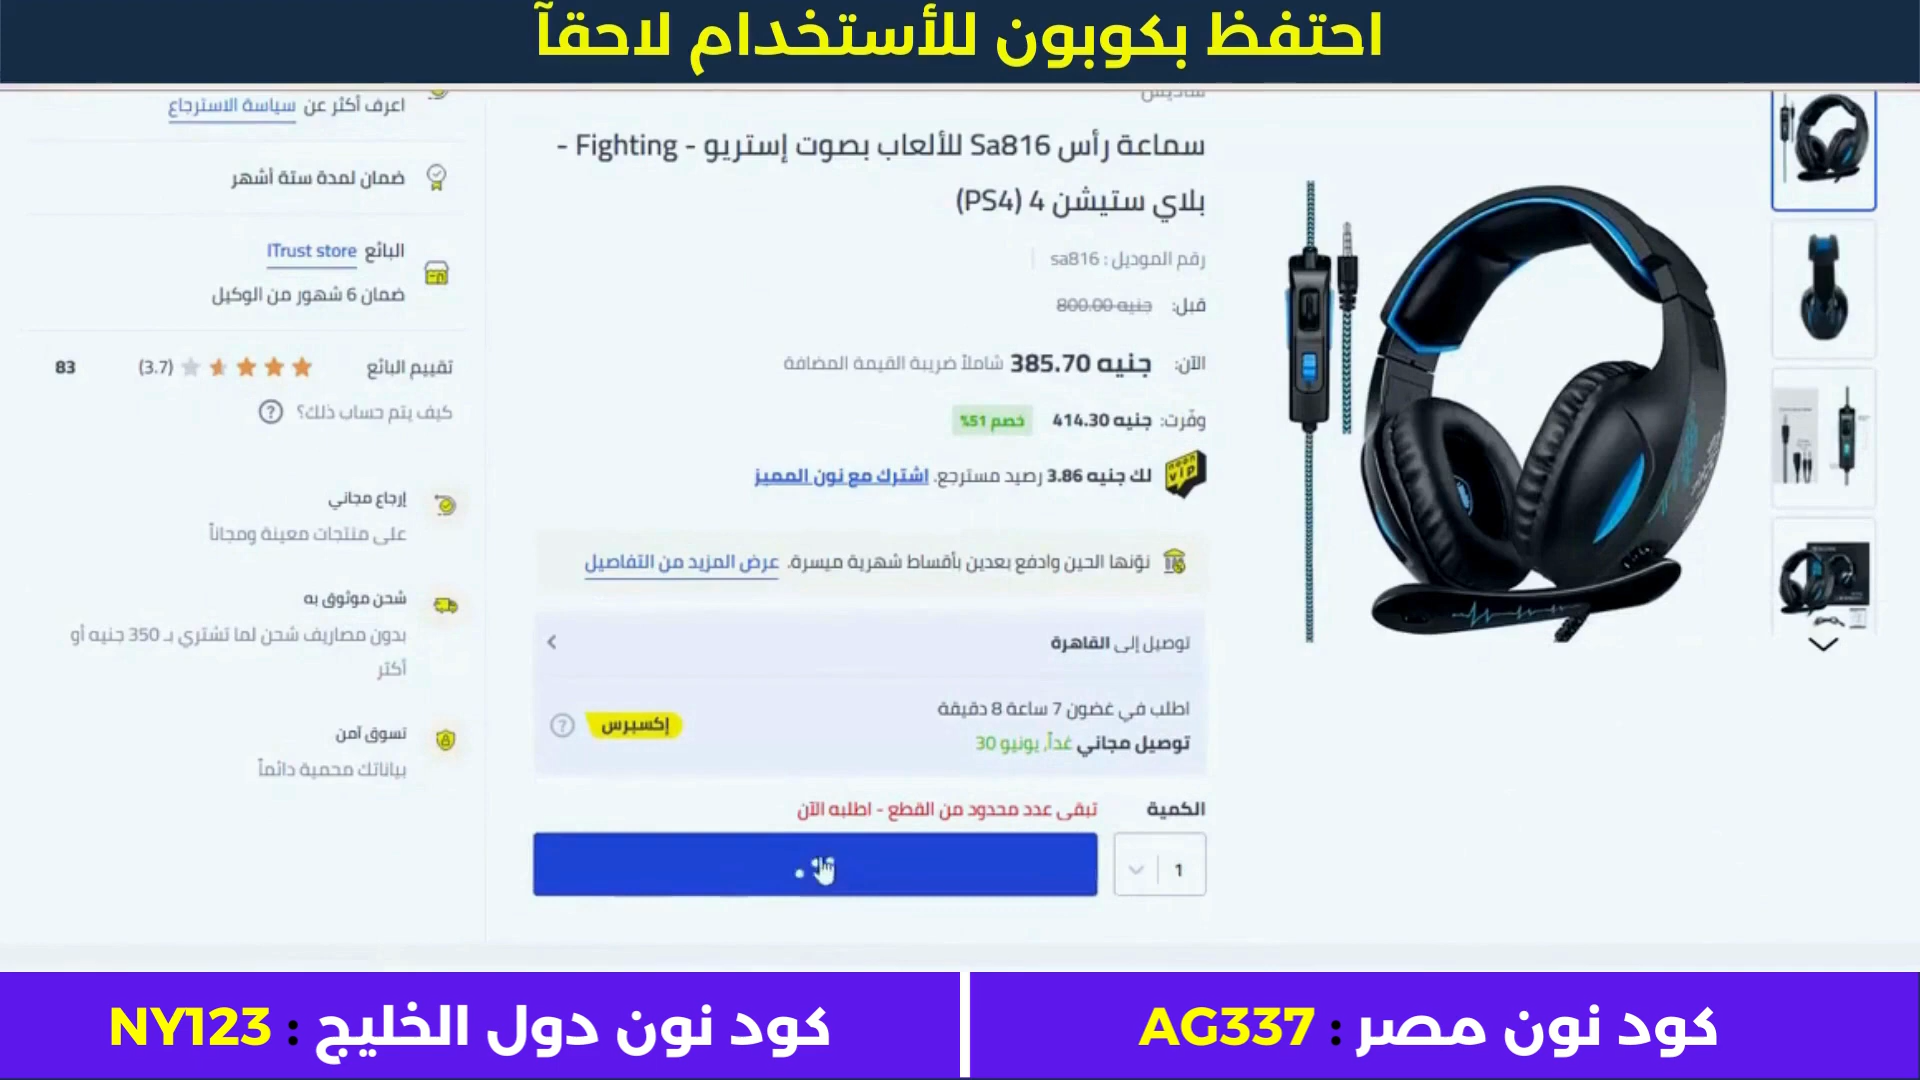 احتفظ بكوبون للأستخدام لاحقآ
ساديس
سماعة رأس Sa816 للألعاب بصوت إستريو - Fighting -
بلاي ستيشن 4 (PS4)
رقم الموديل : sa816
قبل: جنيه 800.00
الآن: جنيه 385.70 شاملاً ضريبة القيمة المضافة
وفّرت: جنيه 414.30 خصم 51%
noon vip
لك جنيه 3.86 رصيد مسترجع. اشترك مع نون المميز
نوّنها الحين وادفع بعدين بأقساط شهرية ميسرة. عرض المزيد من التفاصيل
توصيل إلى القاهرة
اطلب في غضون 7 ساعة 8 دقيقة
توصيل مجاني غداً, يونيو 30
إكسبرس
الكمية
تبقى عدد محدود من القطع - اطلبه الآن
1
اعرف أكثر عن سياسة الاسترجاع
ضمان لمدة ستة أشهر
البائع ITrust store
ضمان 6 شهور من الوكيل
تقييم البائع (3.7) 83
كيف يتم حساب ذلك؟
إرجاع مجاني
على منتجات معينة ومجاناً
شحن موثوق به
بدون مصاريف شحن لما تشتري بـ 350 جنيه أو
أكثر
تسوق آمن
بياناتك محمية دائماً
كود نون مصر : AG337
كود نون دول الخليج : NY123